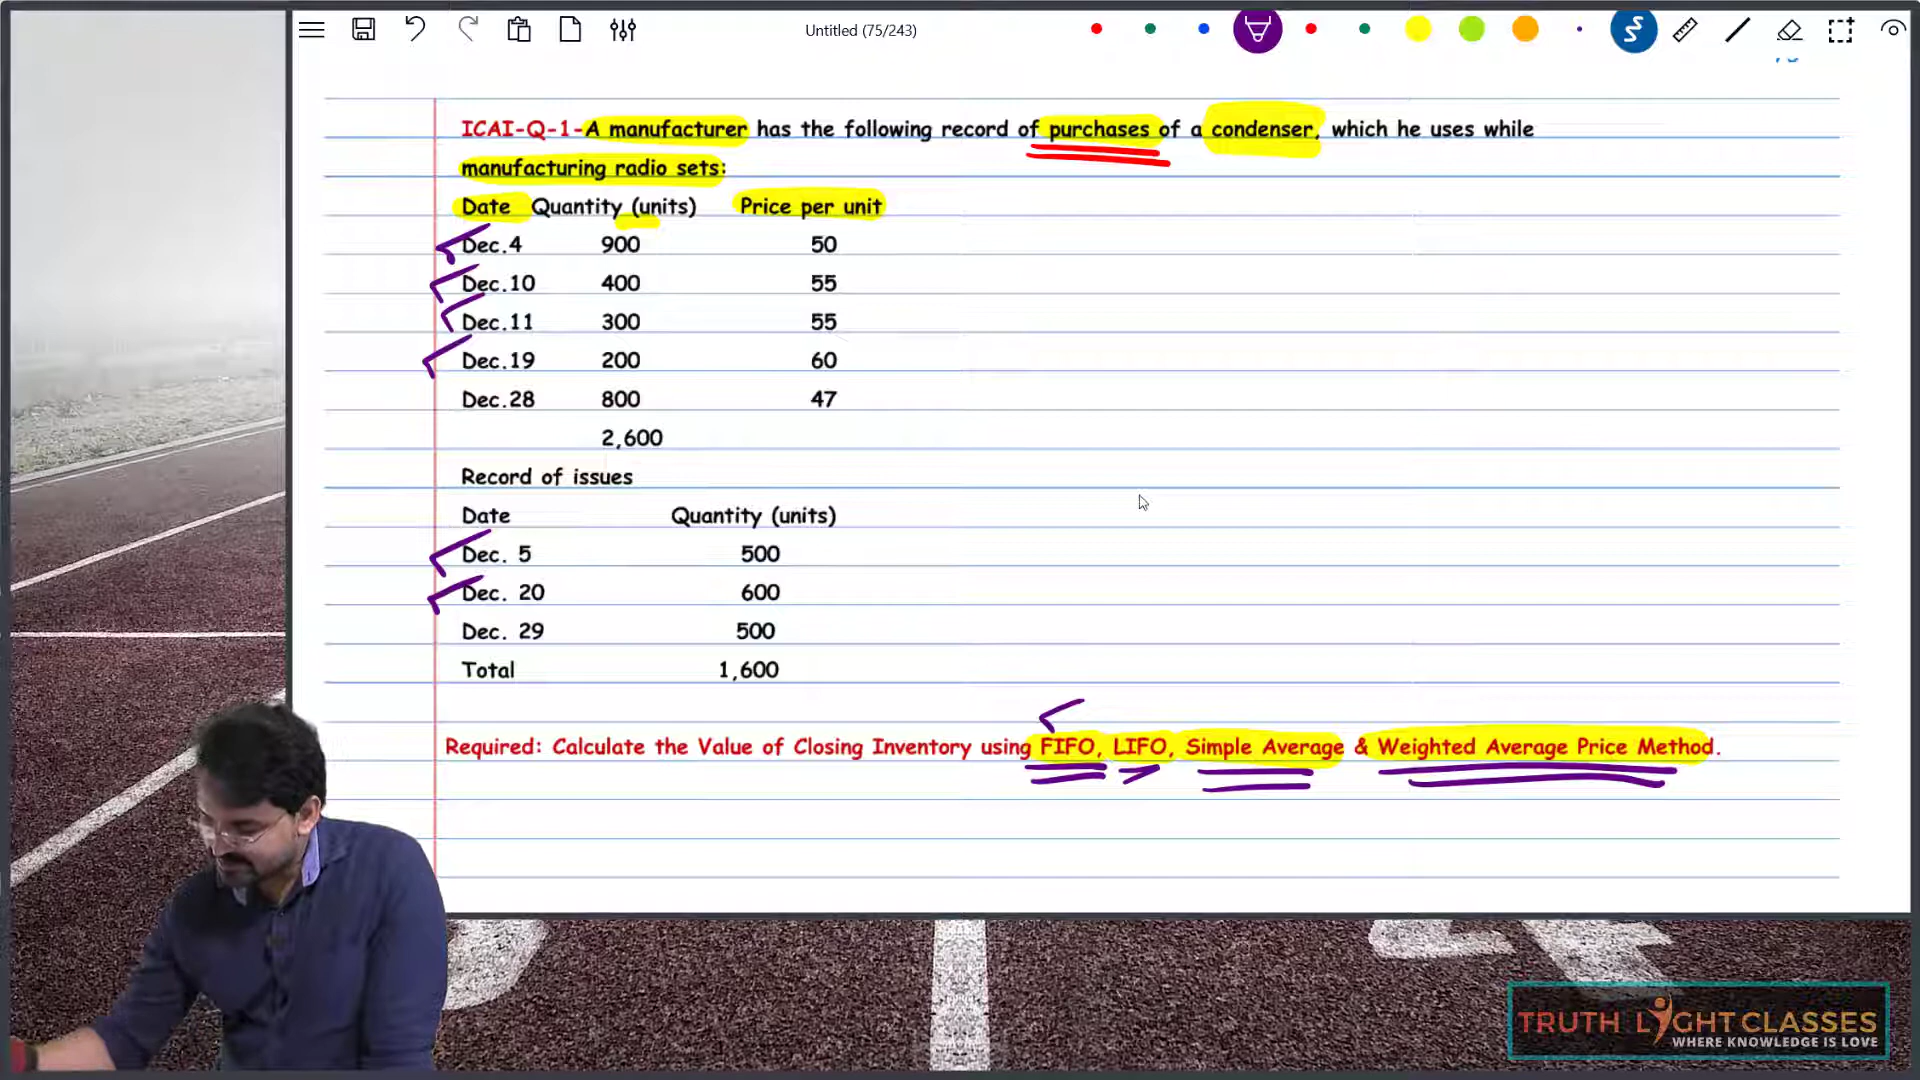 Untitled (75/243)
ICAI-Q-1-A manufacturer has the following record of purchases of a condenser, which he uses while
manufacturing radio sets:
Date Quantity (units) Price per unit
Dec.4 900 50
Dec.10 400 55
Dec.11 300 55
Dec.19 200 60
Dec.28 800 47
2,600
Record of issues
Date Quantity (units)
Dec. 5 500
Dec. 20 600
Dec. 29 500
Total 1,600
Required: Calculate the Value of Closing Inventory using FIFO, LIFO, Simple Average & Weighted Average Price Method.
TRUTH LIGHT CLASSES
WHERE KNOWLEDGE IS LOVE